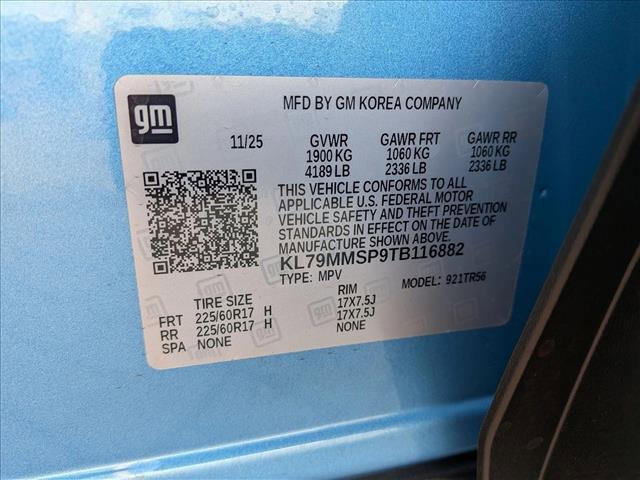 gm
MFD BY GM KOREA COMPANY
11/25 GVWR GAWR FRT GAWR RR
1900 KG 1060 KG 1060 KG
4189 LB 2336 LB 2336 LB
THIS VEHICLE CONFORMS TO ALL
APPLICABLE U.S. FEDERAL MOTOR
VEHICLE SAFETY AND THEFT PREVENTION
STANDARDS IN EFFECT ON THE DATE OF
MANUFACTURE SHOWN ABOVE.
KL79MMSP9TB116882
TYPE: MPV MODEL: 921TR56
TIRE SIZE RIM
FRT 225/60R17 H 17X7.5J
RR 225/60R17 H 17X7.5J
SPA NONE NONE